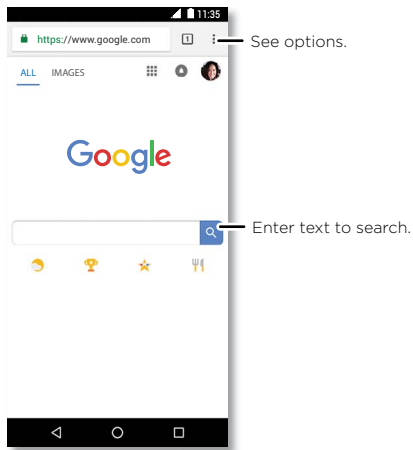 11:35
https://www.google.com
1
See options.
ALL IMAGES
Google
Enter text to search.